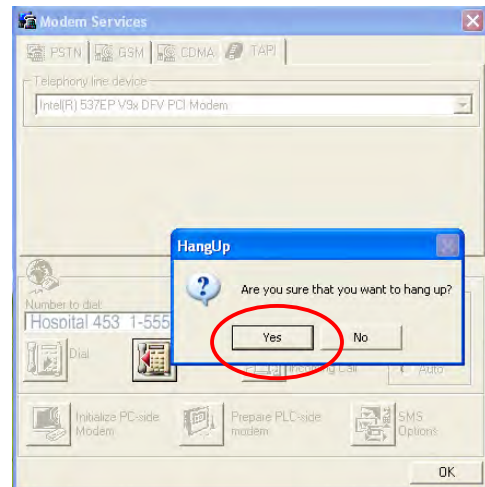 Modem Services
PSTN GSM CDMA TAPI
Telephony line device
Intel(R) 537EP V9x DFV PCI Modem
HangUp
Are you sure that you want to hang up?
Yes No
Number to dial:
Hospital 453 1-555
Dial Incoming Call Auto
Initialize PC-side Modem
Prepare PLC-side modem
SMS Options
OK